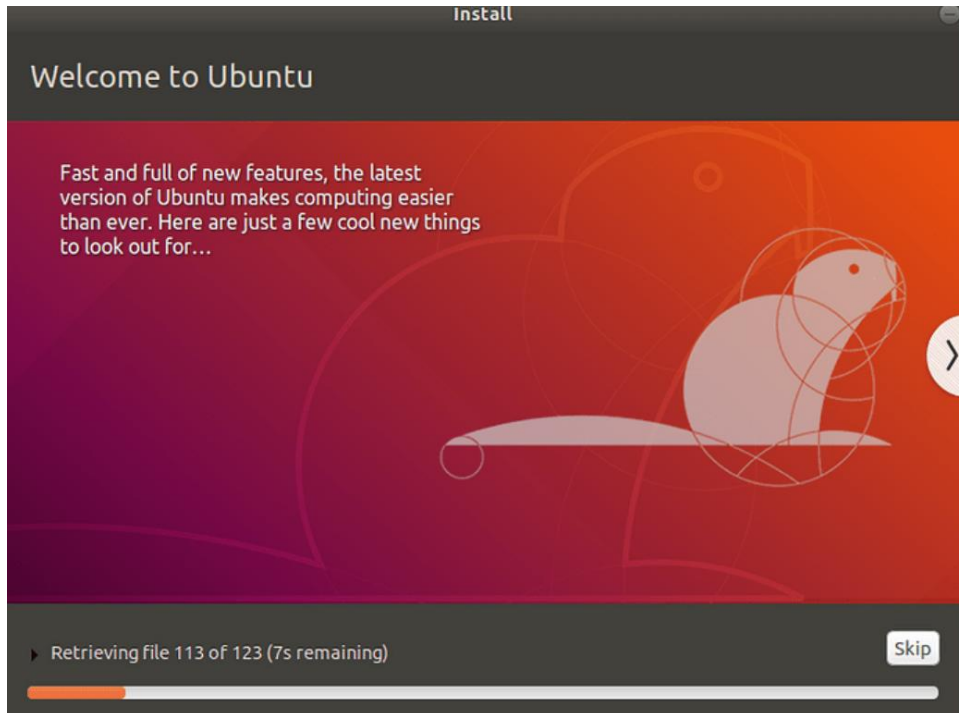 Install
Welcome to Ubuntu
Fast and full of new features, the latest
version of Ubuntu makes computing easier
than ever. Here are just a few cool new things
to look out for…
Retrieving file 113 of 123 (7s remaining)
Skip